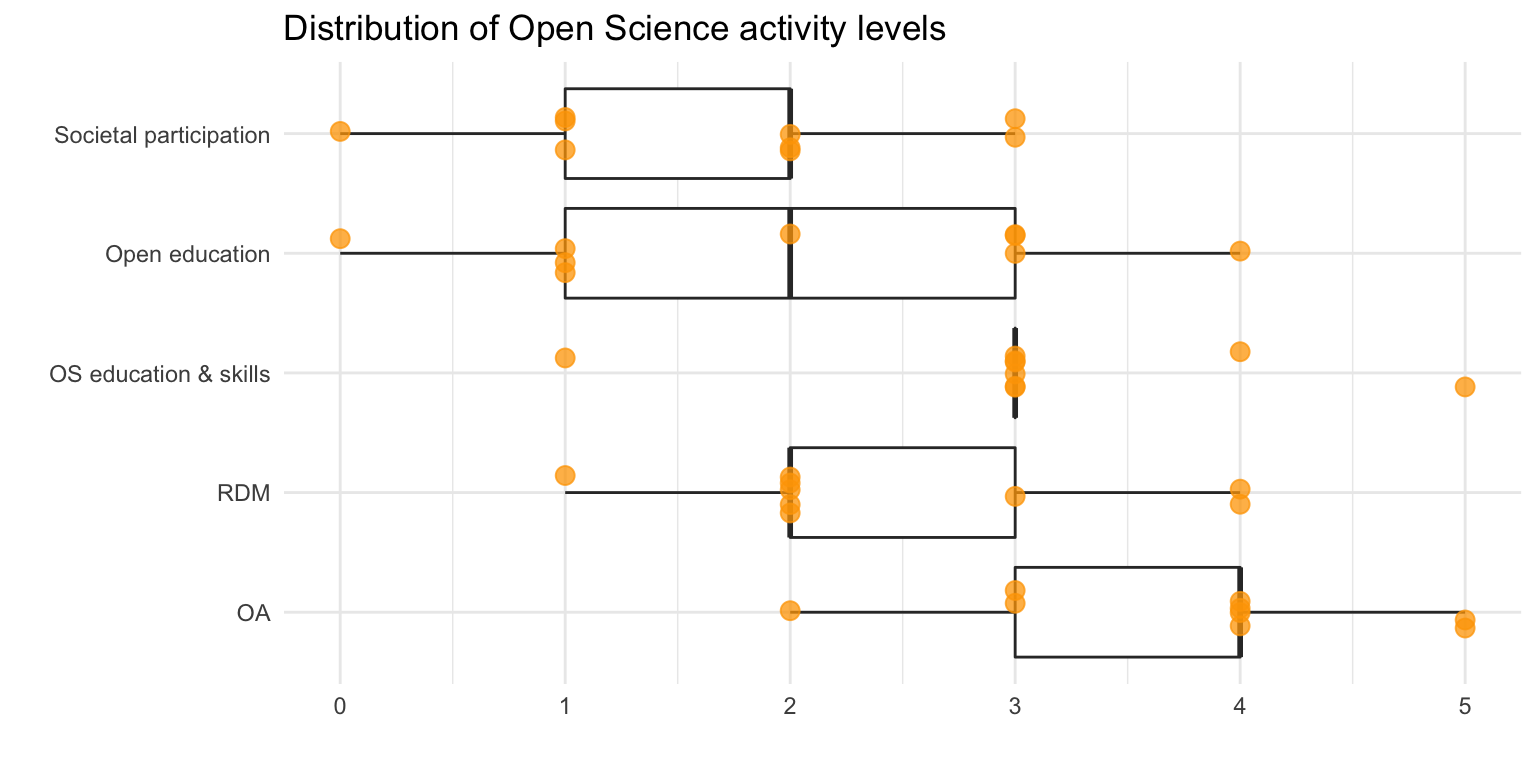 Distribution of Open Science activity levels
Societal participation
Open education
OS education & skills
RDM
OA
0 1 2 3 4 5